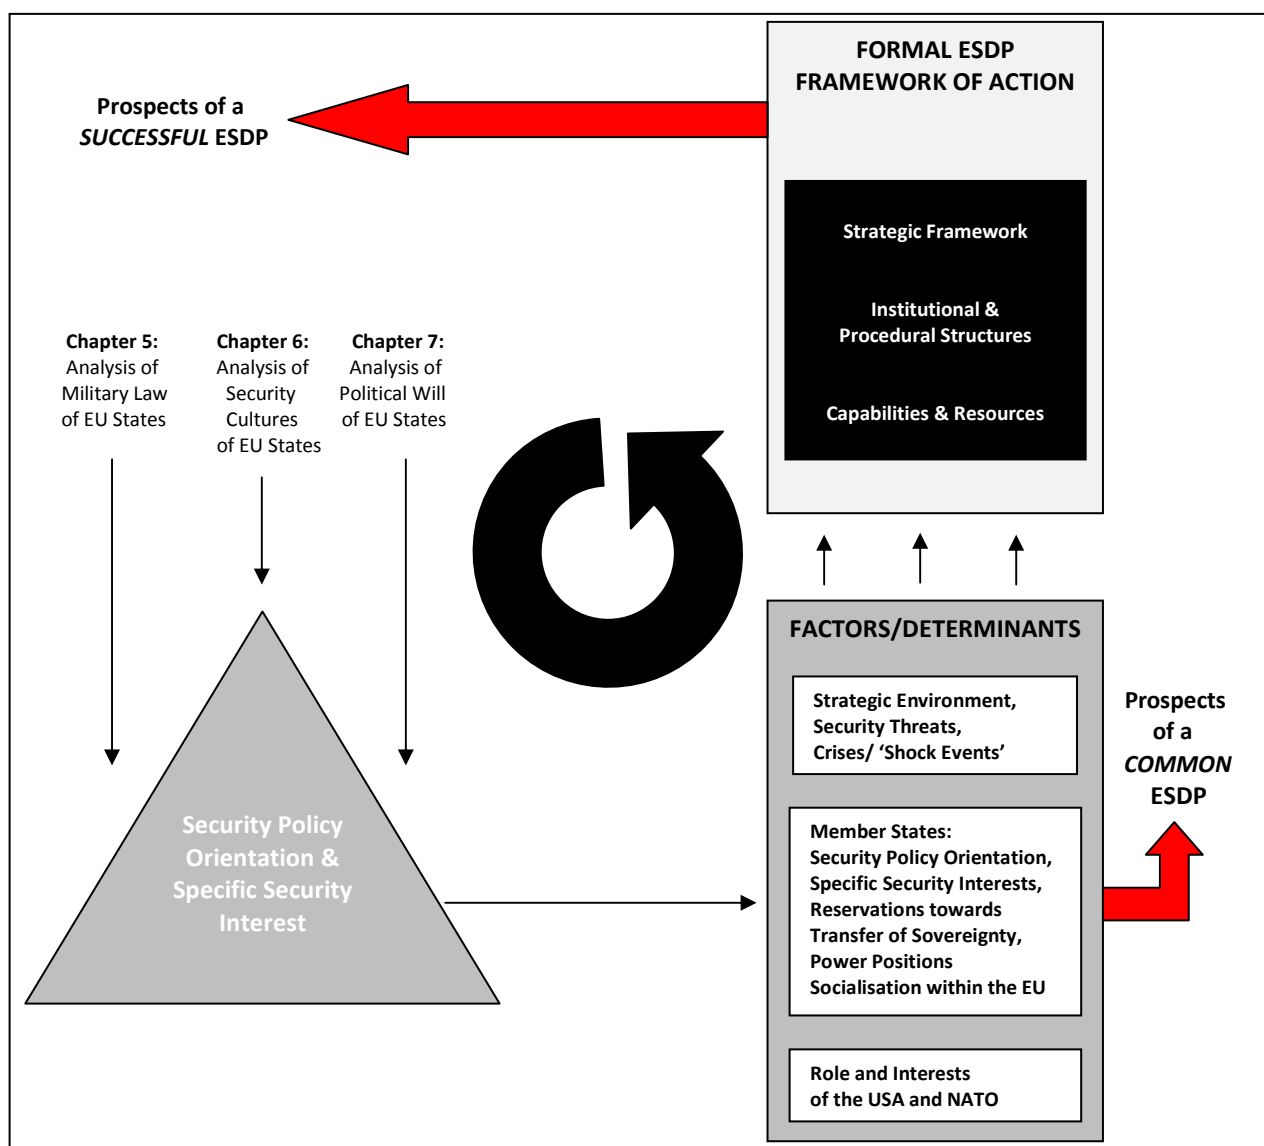 FORMAL ESDP
FRAMEWORK OF ACTION
Prospects of a
SUCCESSFUL ESDP
Strategic Framework
Institutional &
Procedural Structures
Capabilities & Resources
Chapter 5:
Analysis of
Military Law
of EU States
Chapter 6:
Analysis of
Security
Cultures
of EU States
Chapter 7:
Analysis of
Political Will
of EU States
Security Policy
Orientation &
Specific Security
Interest
FACTORS/DETERMINANTS
Strategic Environment,
Security Threats,
Crises/ ‘Shock Events’
Member States:
Security Policy Orientation,
Specific Security Interests,
Reservations towards
Transfer of Sovereignty,
Power Positions
Socialisation within the EU
Role and Interests
of the USA and NATO
Prospects
of a
COMMON
ESDP